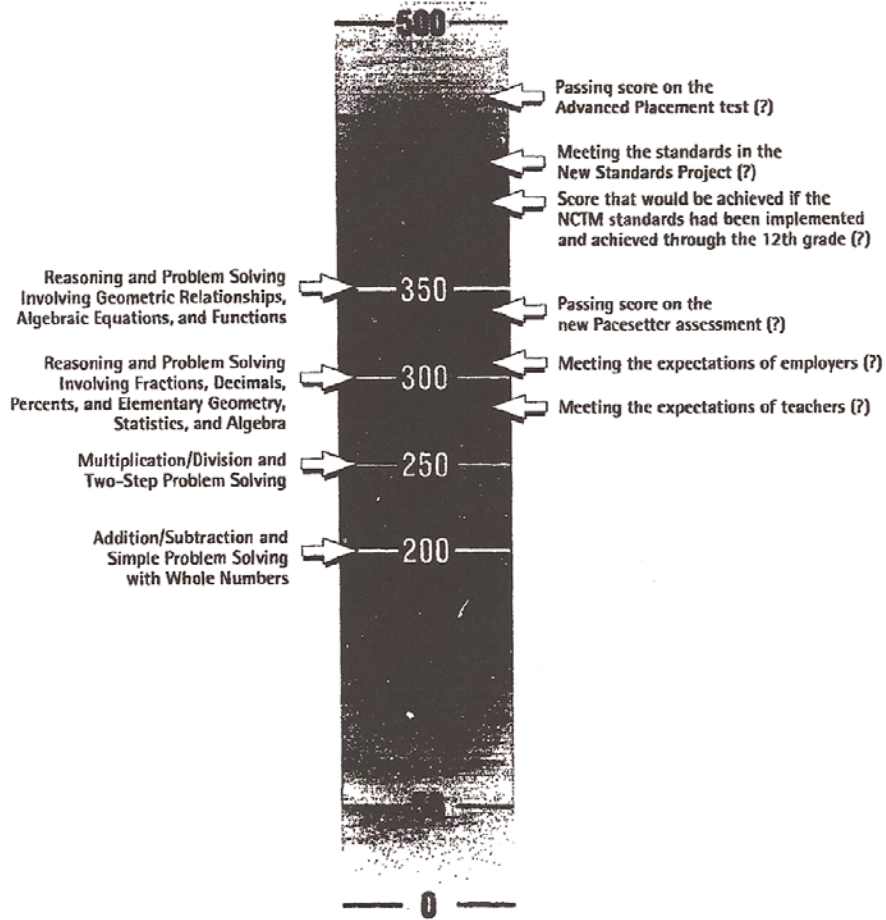 500
Passing score on the
Advanced Placement test (?)
Meeting the standards in the
New Standards Project (?)
Score that would be achieved if the
NCTM standards had been implemented
and achieved through the 12th grade (?)
Reasoning and Problem Solving
Involving Geometric Relationships,
Algebraic Equations, and Functions
350
Passing score on the
new Pacesetter assessment (?)
Reasoning and Problem Solving
Involving Fractions, Decimals,
Percents, and Elementary Geometry,
Statistics, and Algebra
300
Meeting the expectations of employers (?)
Meeting the expectations of teachers (?)
Multiplication/Division and
Two-Step Problem Solving
250
Addition/Subtraction and
Simple Problem Solving
with Whole Numbers
200
0